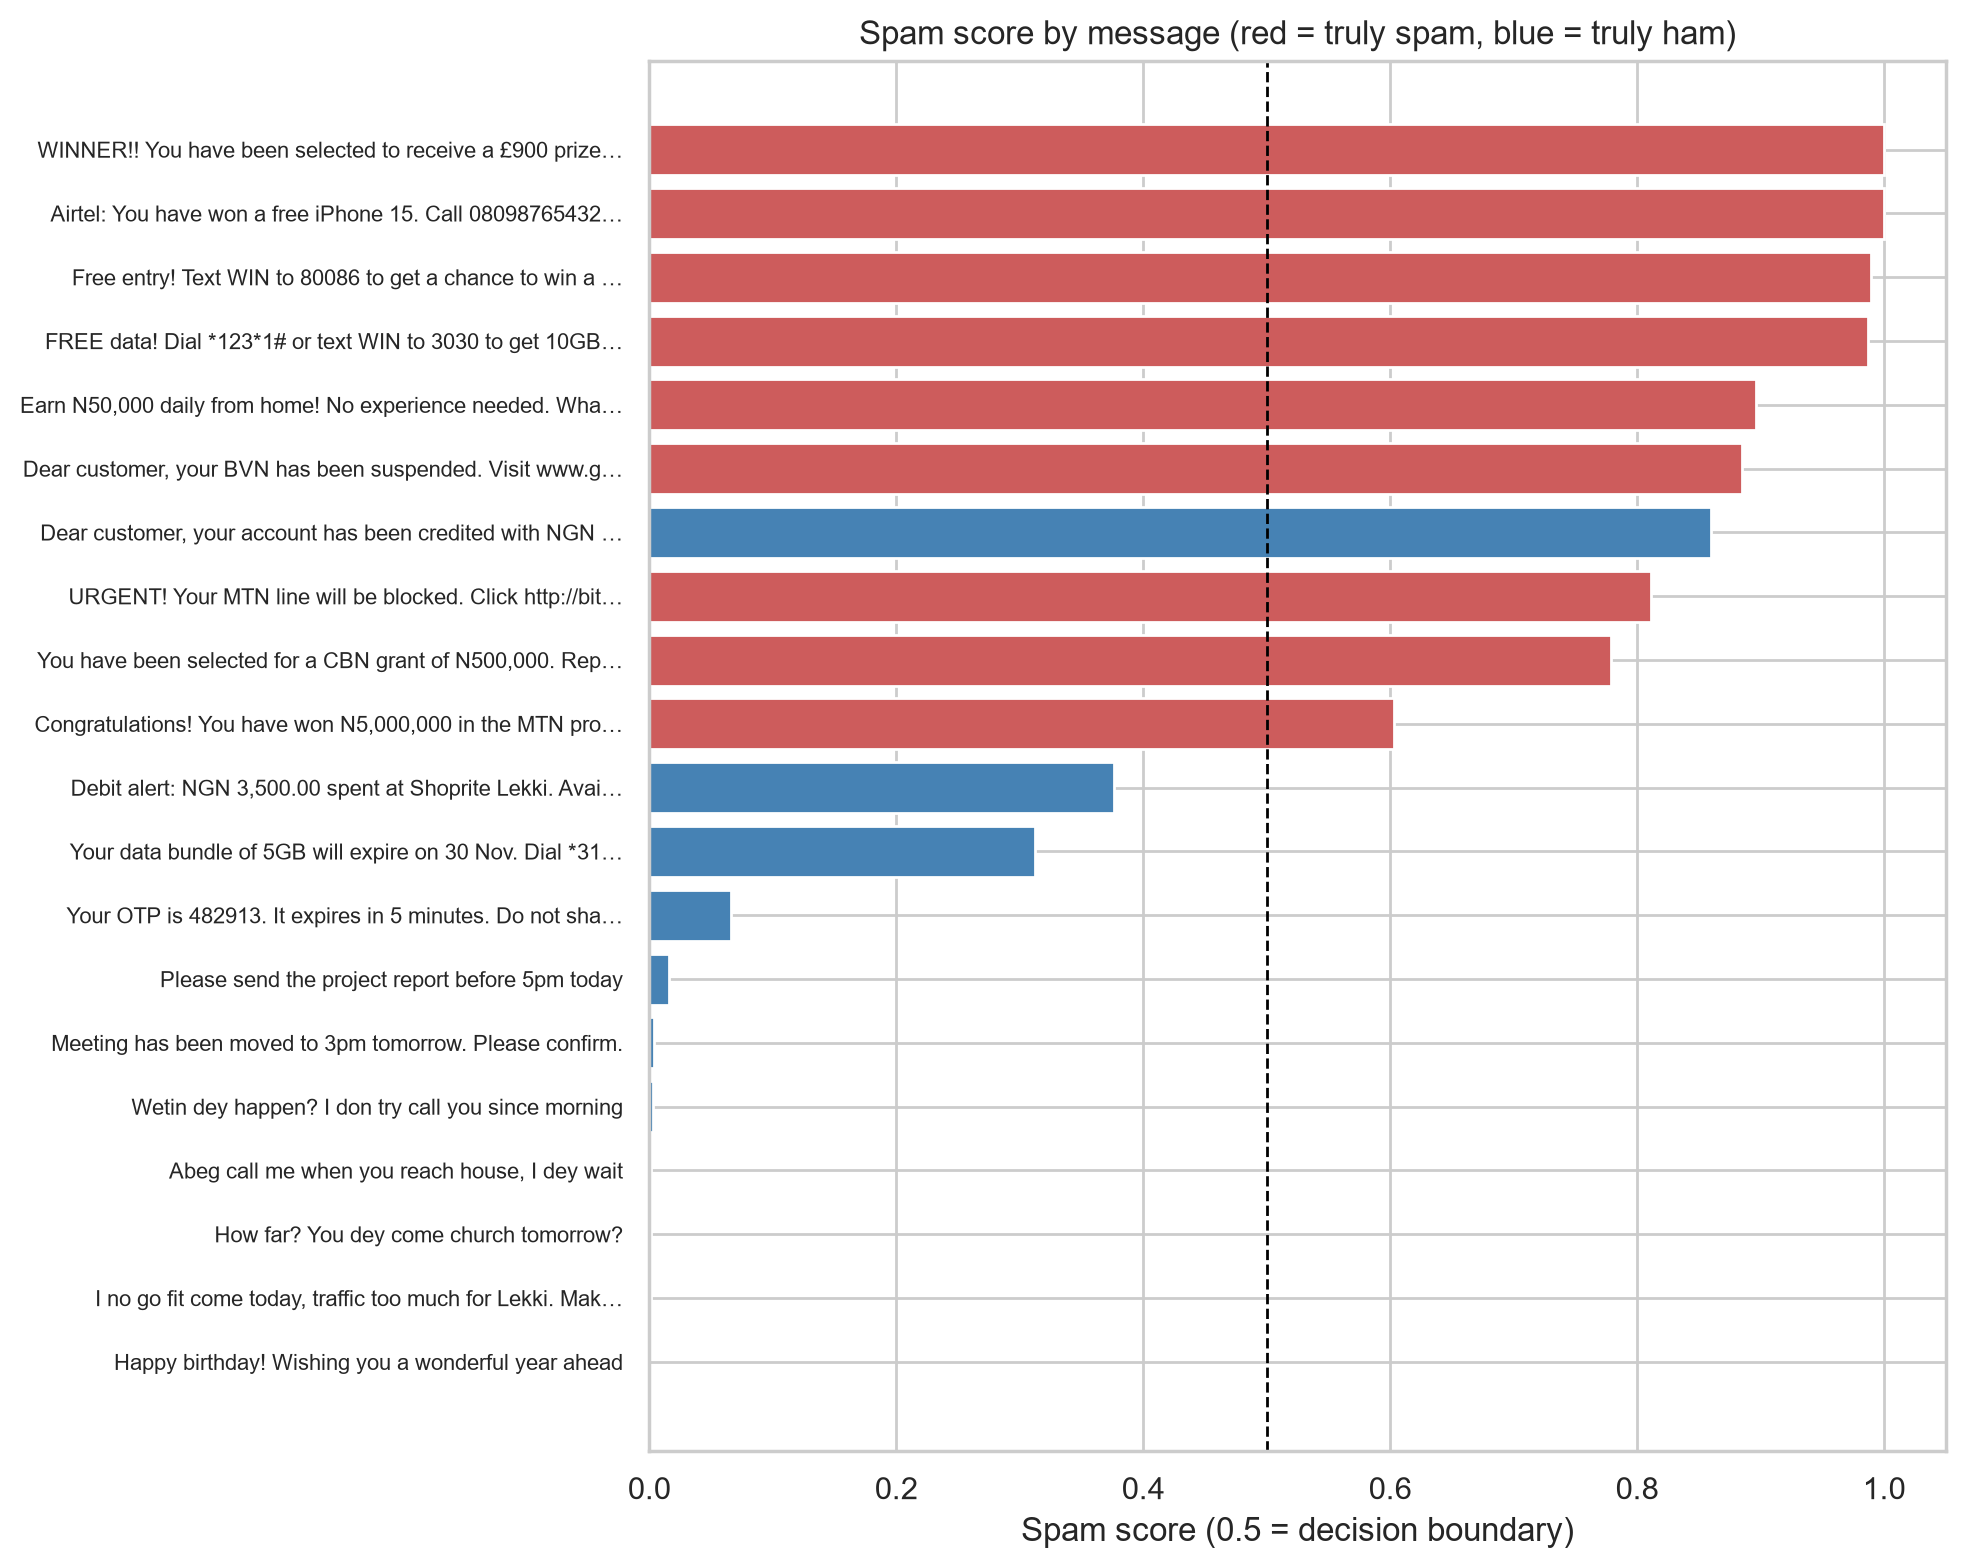 Spam score by message (red = truly spam, blue = truly ham)
WINNER!! You have been selected to receive a £900 prize…
Airtel: You have won a free iPhone 15. Call 08098765432…
Free entry! Text WIN to 80086 to get a chance to win a …
FREE data! Dial *123*1# or text WIN to 3030 to get 10GB…
Earn N50,000 daily from home! No experience needed. Wha…
Dear customer, your BVN has been suspended. Visit www.g…
Dear customer, your account has been credited with NGN …
URGENT! Your MTN line will be blocked. Click http://bit…
You have been selected for a CBN grant of N500,000. Rep…
Congratulations! You have won N5,000,000 in the MTN pro…
Debit alert: NGN 3,500.00 spent at Shoprite Lekki. Avai…
Your data bundle of 5GB will expire on 30 Nov. Dial *31…
Your OTP is 482913. It expires in 5 minutes. Do not sha…
Please send the project report before 5pm today
Meeting has been moved to 3pm tomorrow. Please confirm.
Wetin dey happen? I don try call you since morning
Abeg call me when you reach house, I dey wait
How far? You dey come church tomorrow?
I no go fit come today, traffic too much for Lekki. Mak…
Happy birthday! Wishing you a wonderful year ahead
0.0 0.2 0.4 0.6 0.8 1.0
Spam score (0.5 = decision boundary)